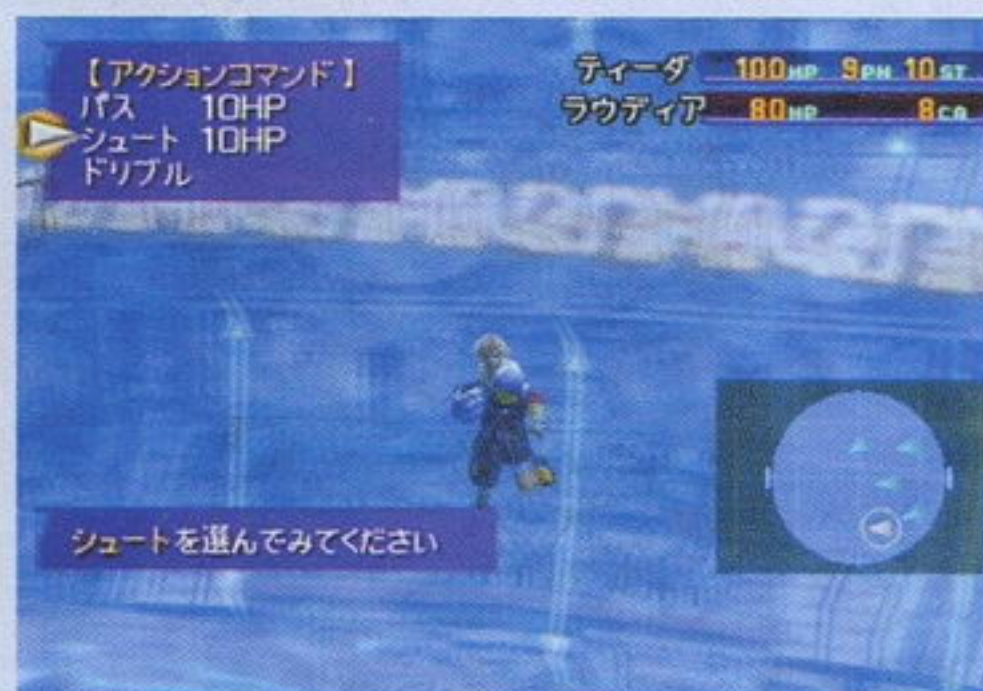 【アクションコマンド】
パス 10HP
シュート 10HP
ドリブル
ティーダ 100HP 9PH 10ST
ラウディア 80HP 8CA
シュートを選んでみてください